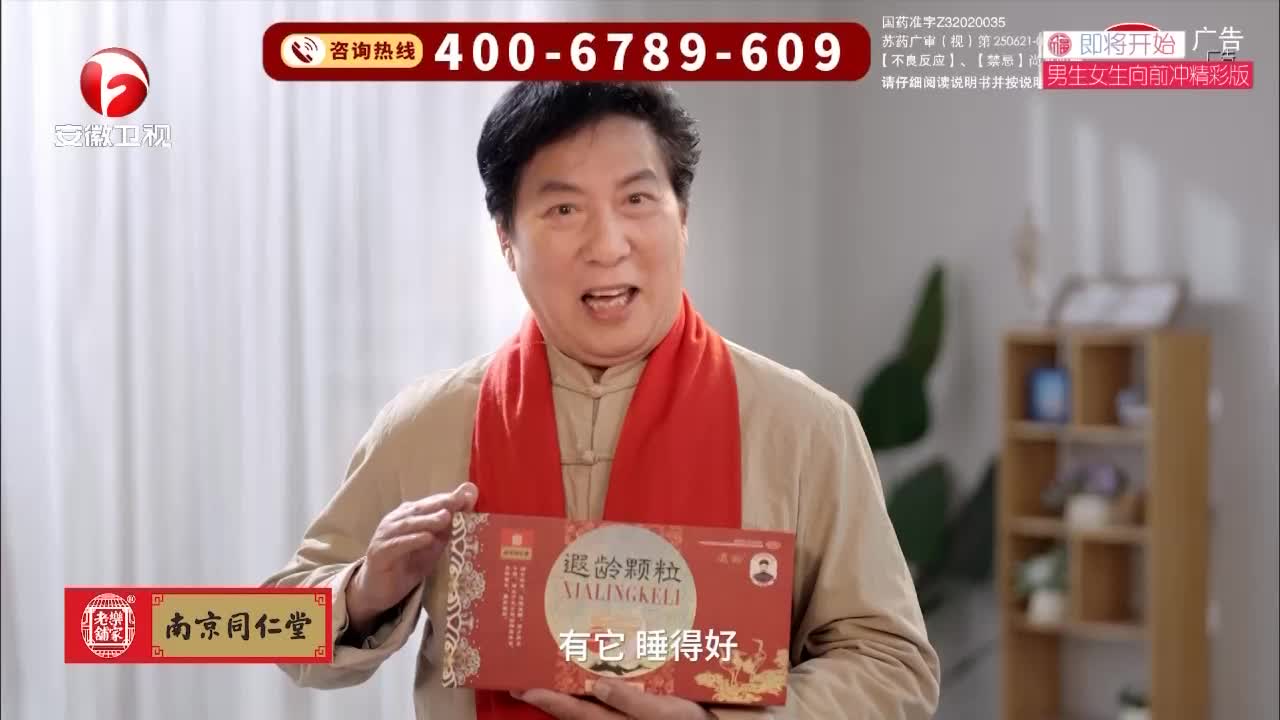 咨询热线 400-6789-609
国药准字Z32020035
苏药广审（视）第250621-
【不良反应】、【禁忌】尚
请仔细阅读说明书并按说明
即将开始
男生女生向前冲精彩版
广告
安徽卫视
遐龄颗粒
XIALINGKELI
有它 睡得好
樂家老鋪
南京同仁堂